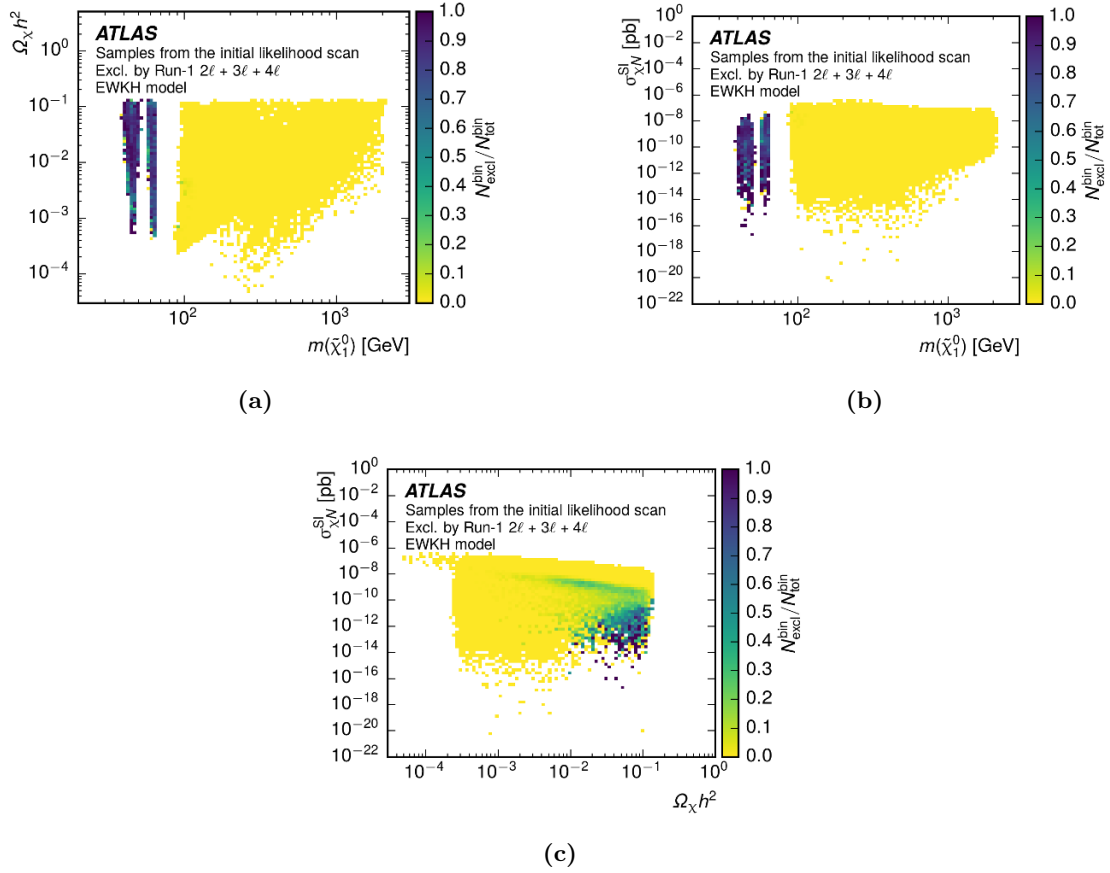 ATLAS
Samples from the initial likelihood scan
Excl. by Run-1 2ℓ + 3ℓ + 4ℓ
EWKH model
Ω_χ h²
10⁰
10⁻¹
10⁻²
10⁻³
10⁻⁴
10²
10³
m(χ̃₁⁰) [GeV]
1.0
0.9
0.8
0.7
0.6
0.5
0.4
0.3
0.2
0.1
0.0
N_excl^bin/N_tot^bin
(a)
ATLAS
Samples from the initial likelihood scan
Excl. by Run-1 2ℓ + 3ℓ + 4ℓ
EWKH model
σ_χN^SI [pb]
10⁰
10⁻²
10⁻⁴
10⁻⁶
10⁻⁸
10⁻¹⁰
10⁻¹²
10⁻¹⁴
10⁻¹⁶
10⁻¹⁸
10⁻²⁰
10⁻²²
10²
10³
m(χ̃₁⁰) [GeV]
1.0
0.9
0.8
0.7
0.6
0.5
0.4
0.3
0.2
0.1
0.0
N_excl^bin/N_tot^bin
(b)
ATLAS
Samples from the initial likelihood scan
Excl. by Run-1 2ℓ + 3ℓ + 4ℓ
EWKH model
σ_χN^SI [pb]
10⁰
10⁻²
10⁻⁴
10⁻⁶
10⁻⁸
10⁻¹⁰
10⁻¹²
10⁻¹⁴
10⁻¹⁶
10⁻¹⁸
10⁻²⁰
10⁻²²
10⁻⁴
10⁻³
10⁻²
10⁻¹
10⁰
Ω_χ h²
1.0
0.9
0.8
0.7
0.6
0.5
0.4
0.3
0.2
0.1
0.0
N_excl^bin/N_tot^bin
(c)